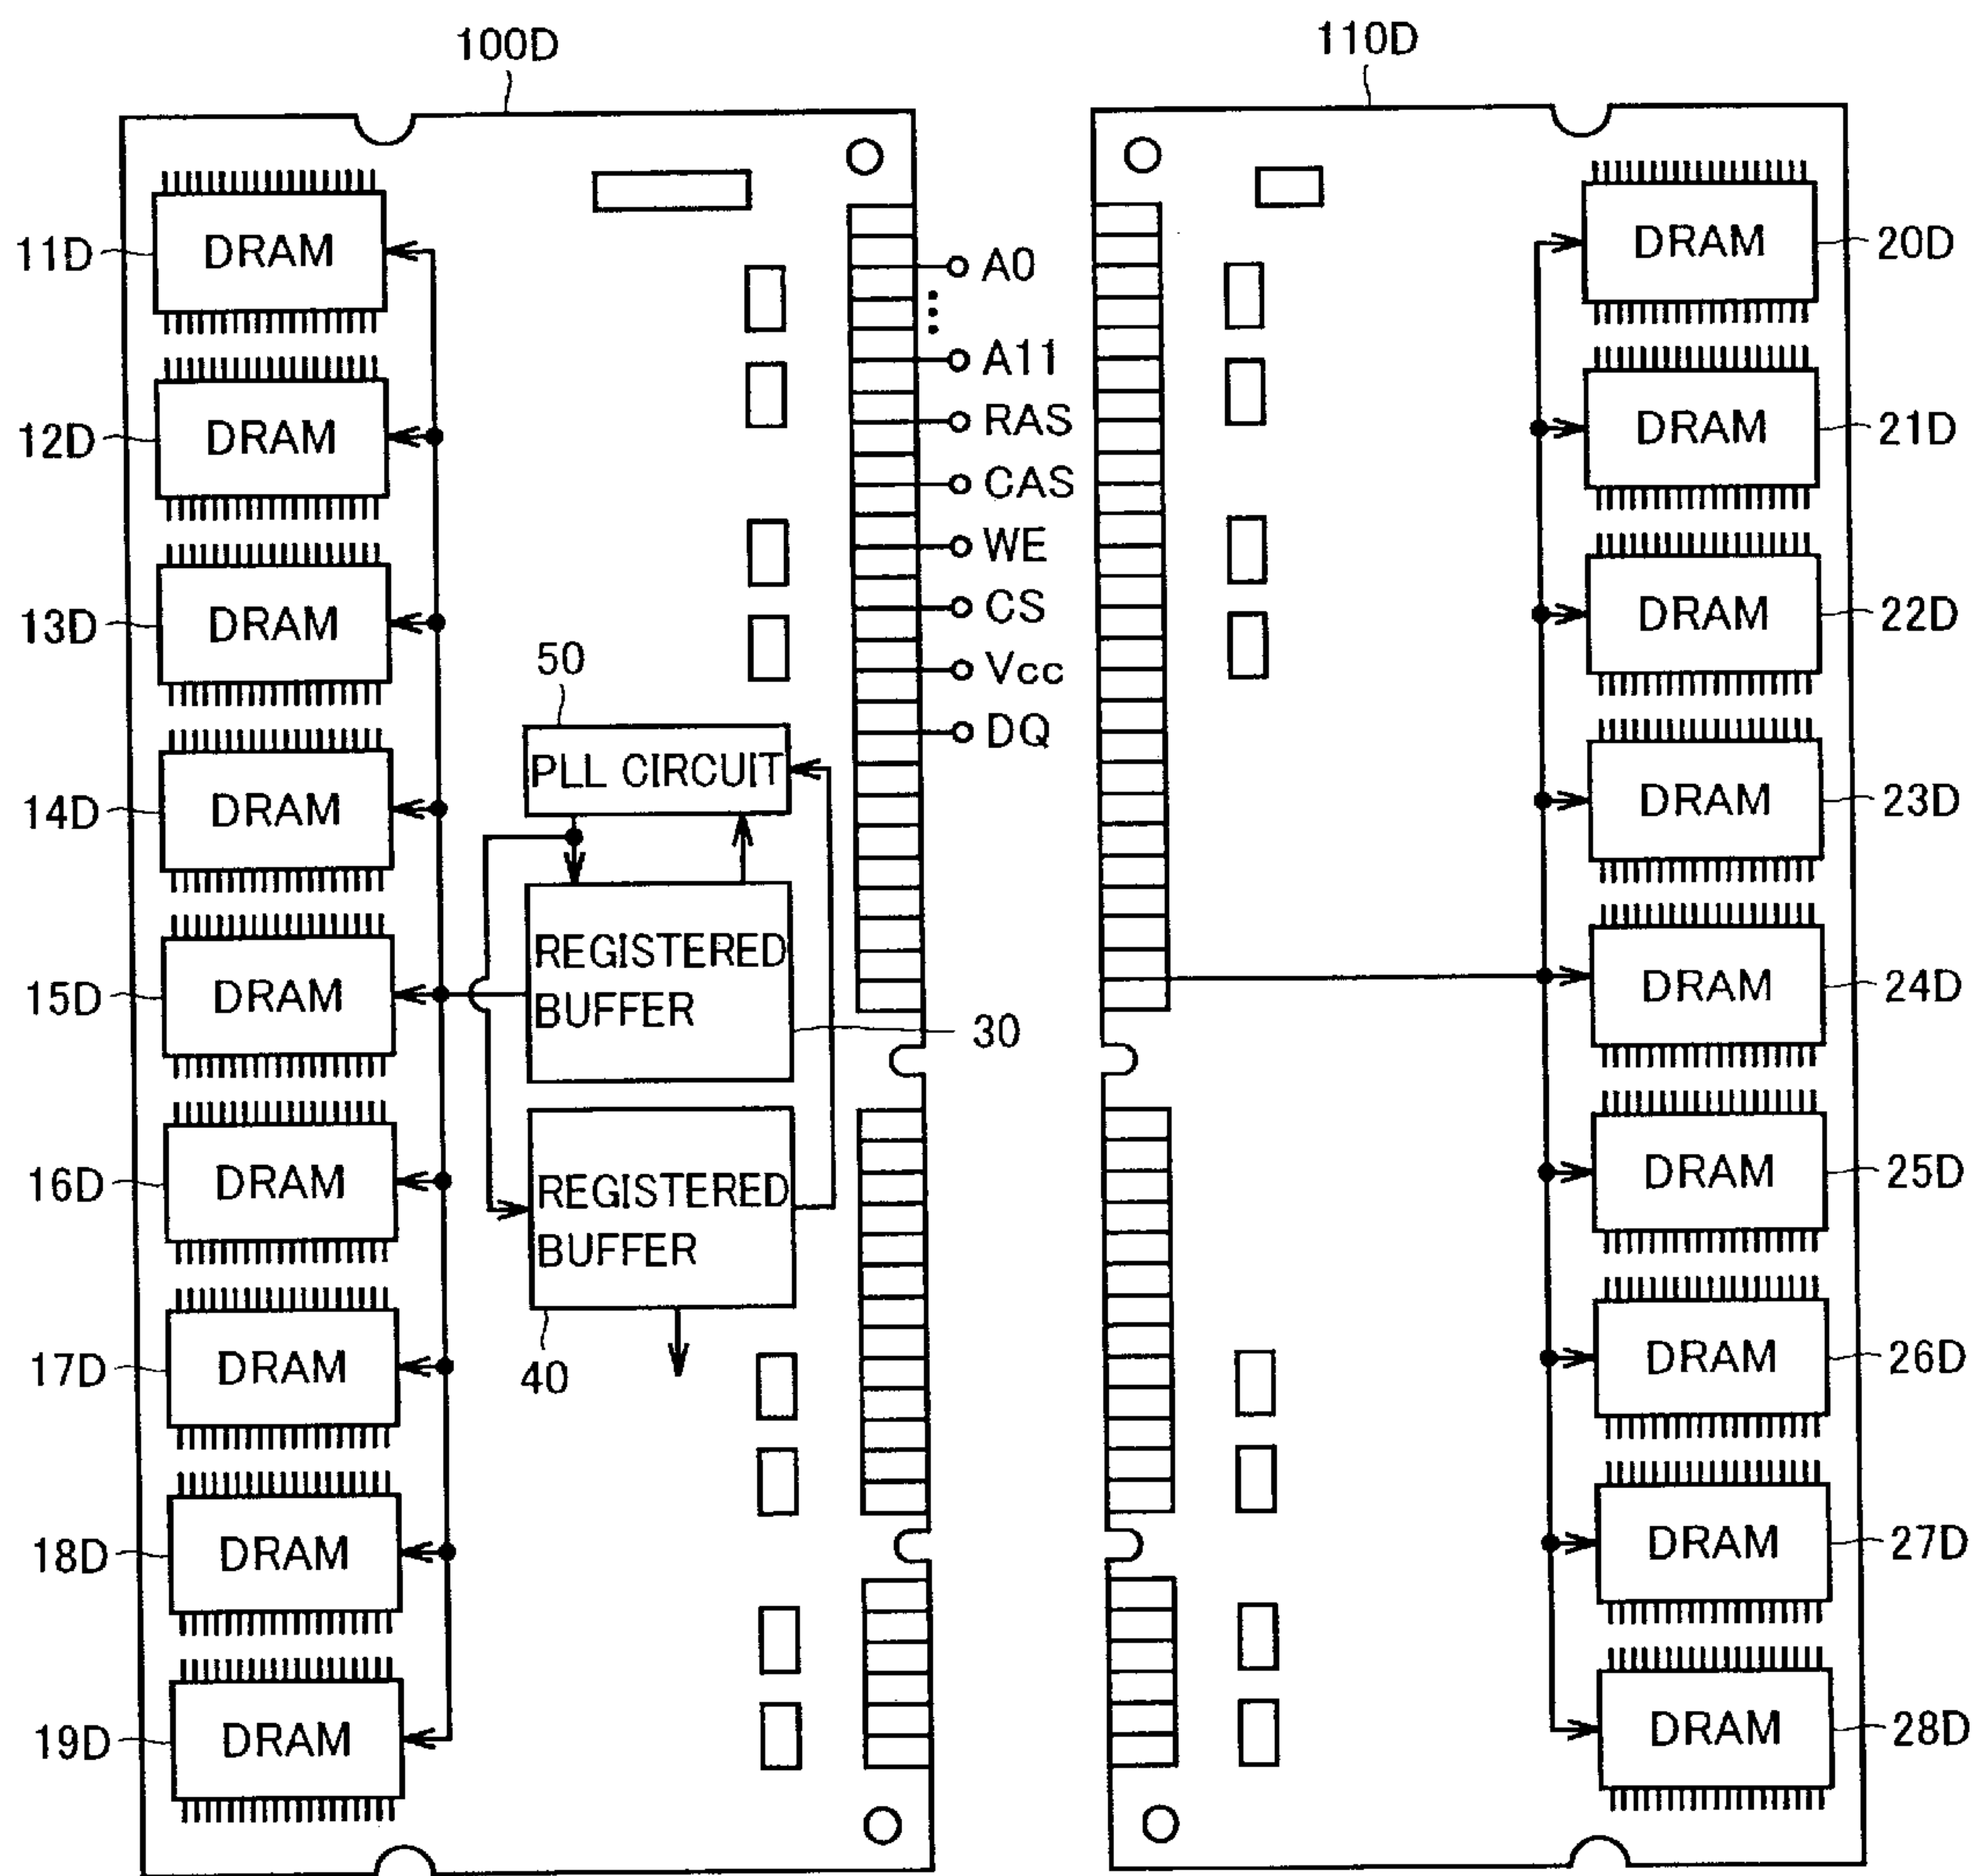 100D
110D
11D
DRAM
12D
DRAM
13D
DRAM
14D
DRAM
15D
DRAM
16D
DRAM
17D
DRAM
18D
DRAM
19D
DRAM
50
PLL CIRCUIT
REGISTERED
BUFFER
30
REGISTERED
BUFFER
40
A0
A11
RAS
CAS
WE
CS
Vcc
DQ
DRAM
20D
DRAM
21D
DRAM
22D
DRAM
23D
DRAM
24D
DRAM
25D
DRAM
26D
DRAM
27D
DRAM
28D